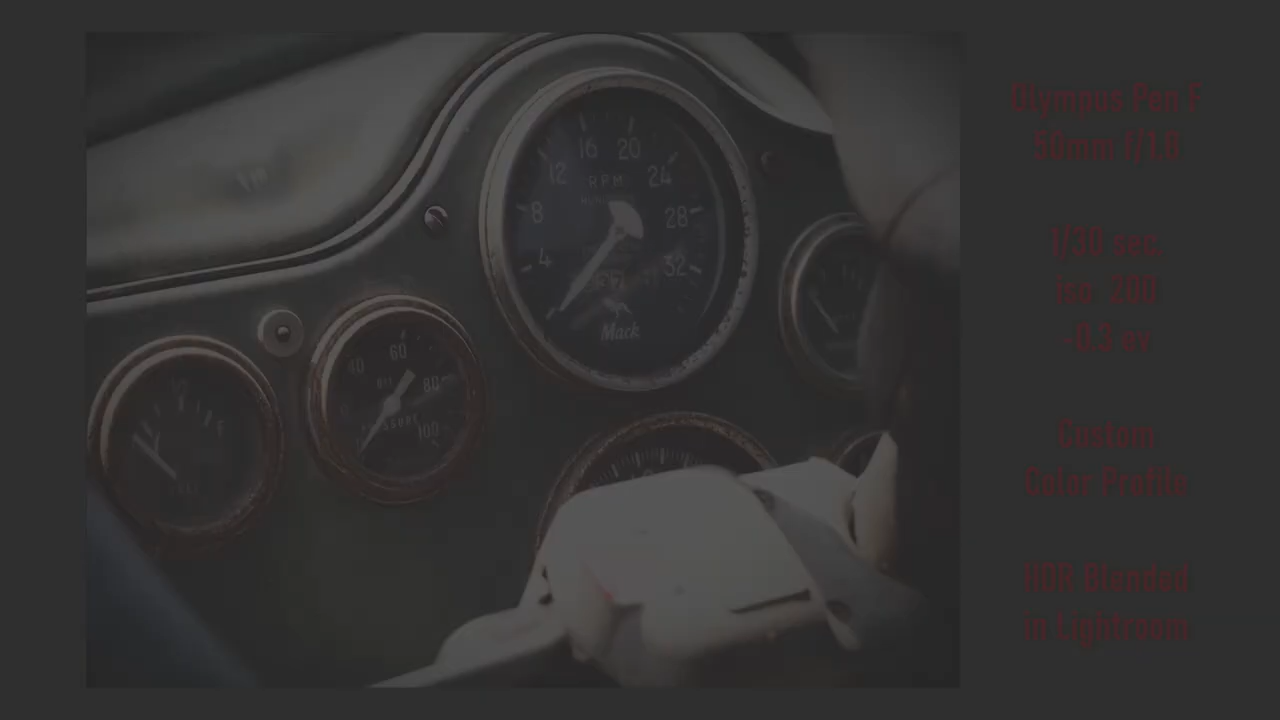 16 20
12 24
RPM
8 28
4 32
Mack
60
40
80
OIL
100
Olympus Pen F
50mm f/1.8
1/30 sec.
iso 200
-0.3 ev
Custom
Color Profile
HDR Blended
in Lightroom